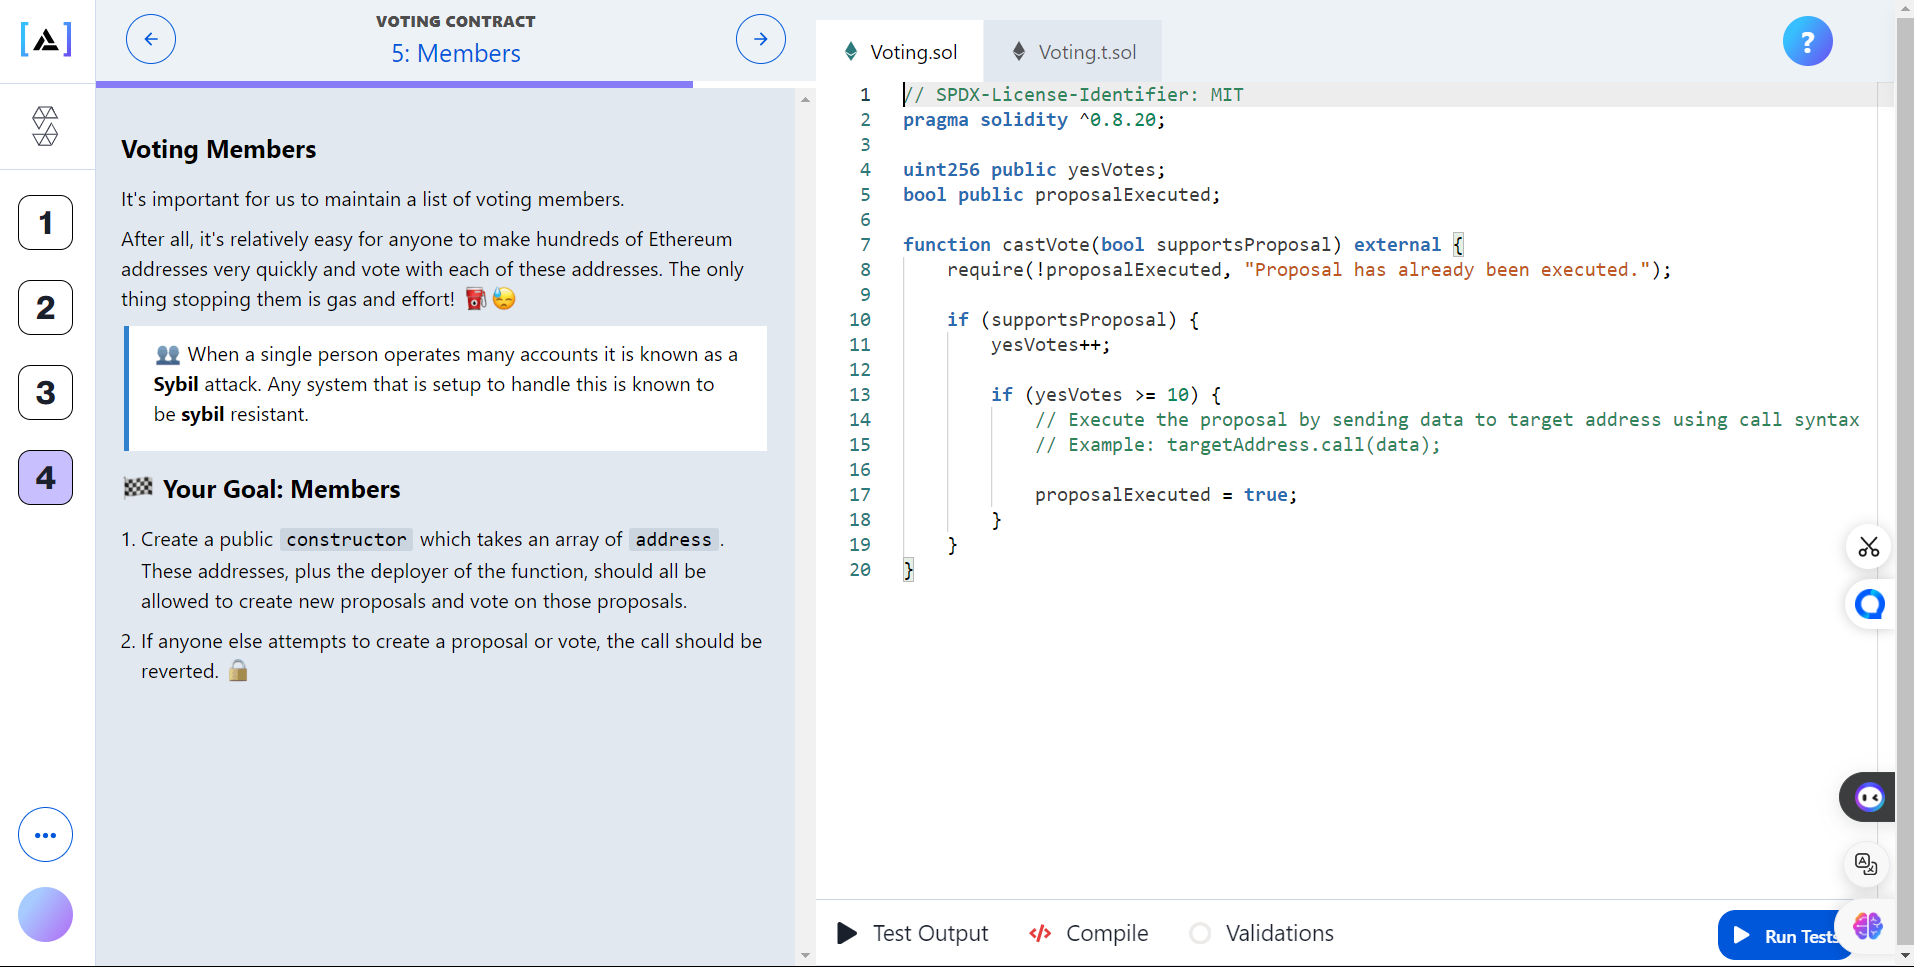 VOTING CONTRACT
5: Members
1
2
3
4
Voting Members
It's important for us to maintain a list of voting members.
After all, it's relatively easy for anyone to make hundreds of Ethereum
addresses very quickly and vote with each of these addresses. The only
thing stopping them is gas and effort! ⛽😓
👥 When a single person operates many accounts it is known as a
Sybil attack. Any system that is setup to handle this is known to
be sybil resistant.
🏁 Your Goal: Members
1. Create a public constructor which takes an array of address.
These addresses, plus the deployer of the function, should all be
allowed to create new proposals and vote on those proposals.
2. If anyone else attempts to create a proposal or vote, the call should be
reverted. 🔒
Voting.sol
Voting.t.sol
?
1 // SPDX-License-Identifier: MIT
2 pragma solidity ^0.8.20;
3
4 uint256 public yesVotes;
5 bool public proposalExecuted;
6
7 function castVote(bool supportsProposal) external {
8     require(!proposalExecuted, "Proposal has already been executed.");
9
10     if (supportsProposal) {
11         yesVotes++;
12
13         if (yesVotes >= 10) {
14             // Execute the proposal by sending data to target address using call syntax
15             // Example: targetAddress.call(data);
16
17             proposalExecuted = true;
18         }
19     }
20 }
Test Output
</> Compile
Validations
Run Tests